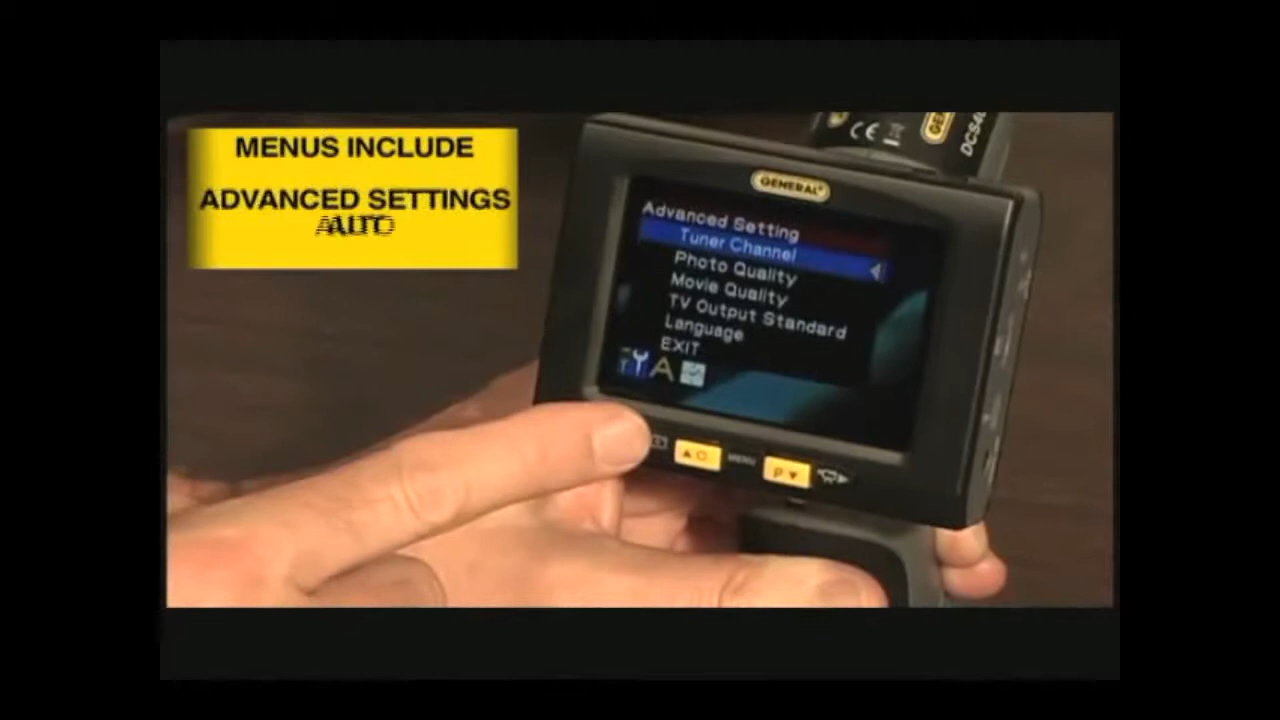 MENUS INCLUDE
ADVANCED SETTINGS
AUTO
GENERAL
Advanced Setting
Tuner Channel
Photo Quality
Movie Quality
TV Output Standard
Language
EXIT
MENU
CE